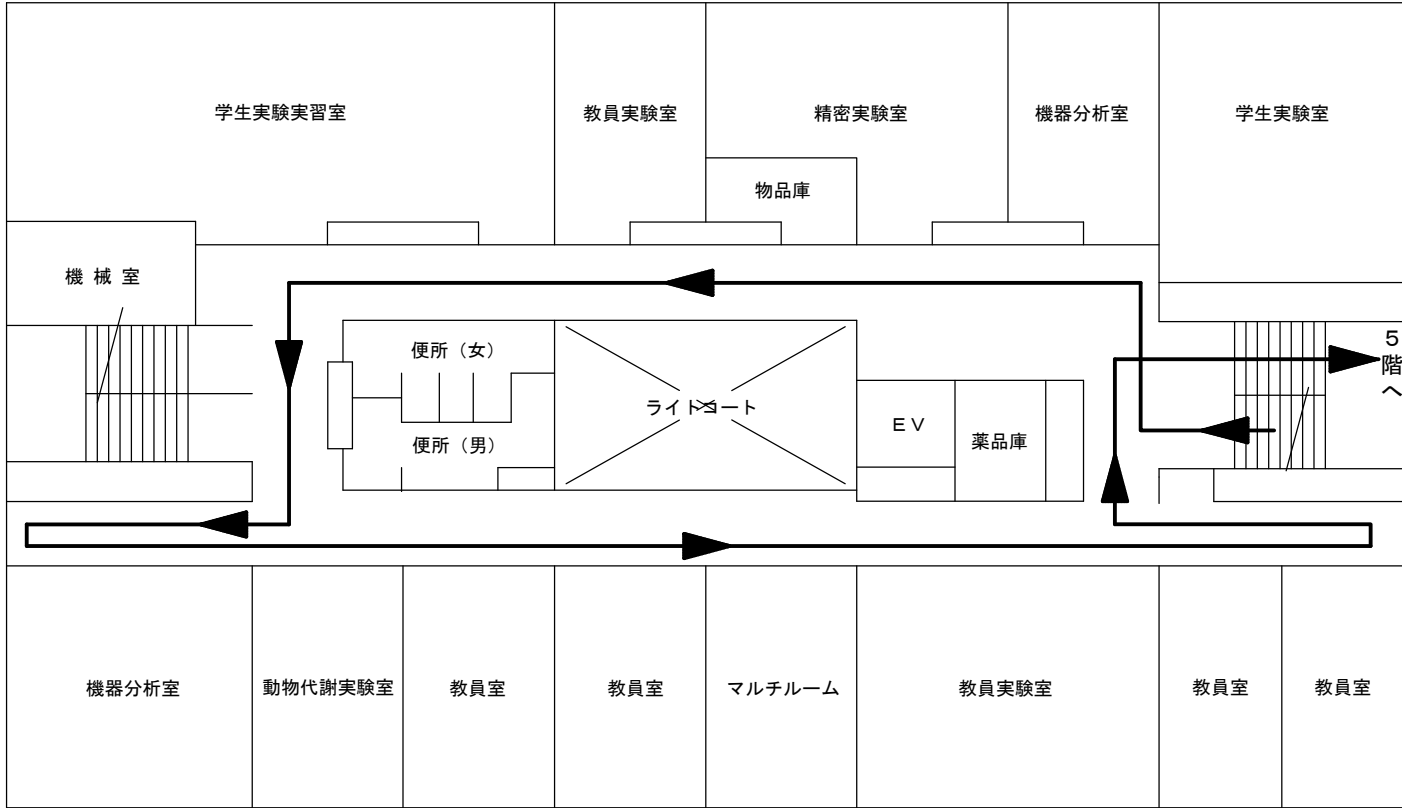 学生実験実習室
教員実験室
精密実験室
機器分析室
学生実験室
物品庫
機 械 室
便所（女）
ライトコート
便所（男）
ＥＶ
薬品庫
5
階
へ
機器分析室
動物代謝実験室
教員室
教員室
マルチルーム
教員実験室
教員室
教員室